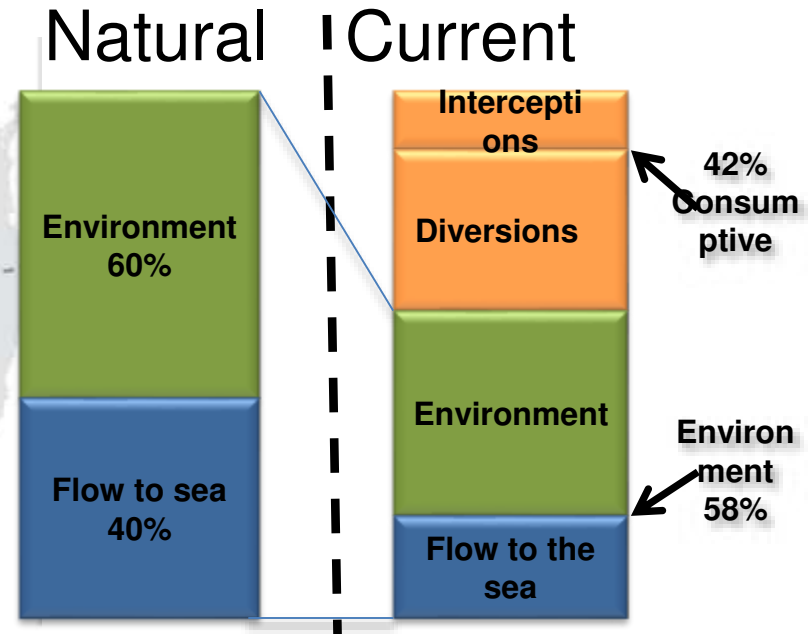 Natural
Current
Environment
60%
Flow to sea
40%
Intercepti
ons
Diversions
Environment
Flow to the
sea
42%
Consum
ptive
Environ
ment
58%